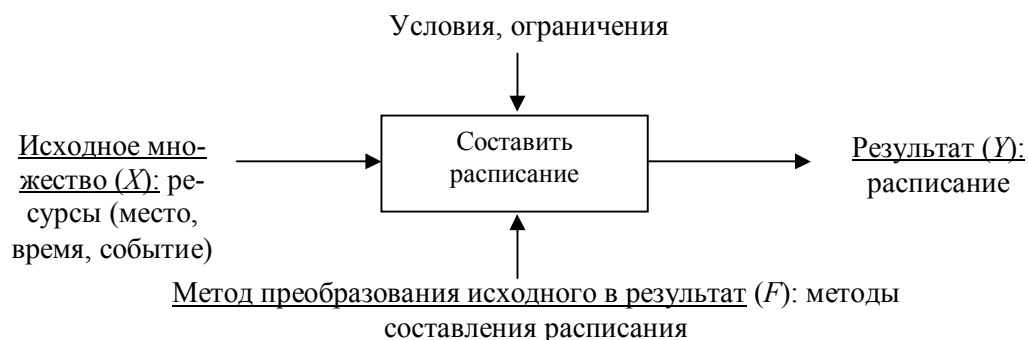 Условия, ограничения
Исходное мно-
жество (X): ре-
сурсы (место,
время, событие)
Составить
расписание
Результат (Y):
расписание
Метод преобразования исходного в результат (F): методы
составления расписания